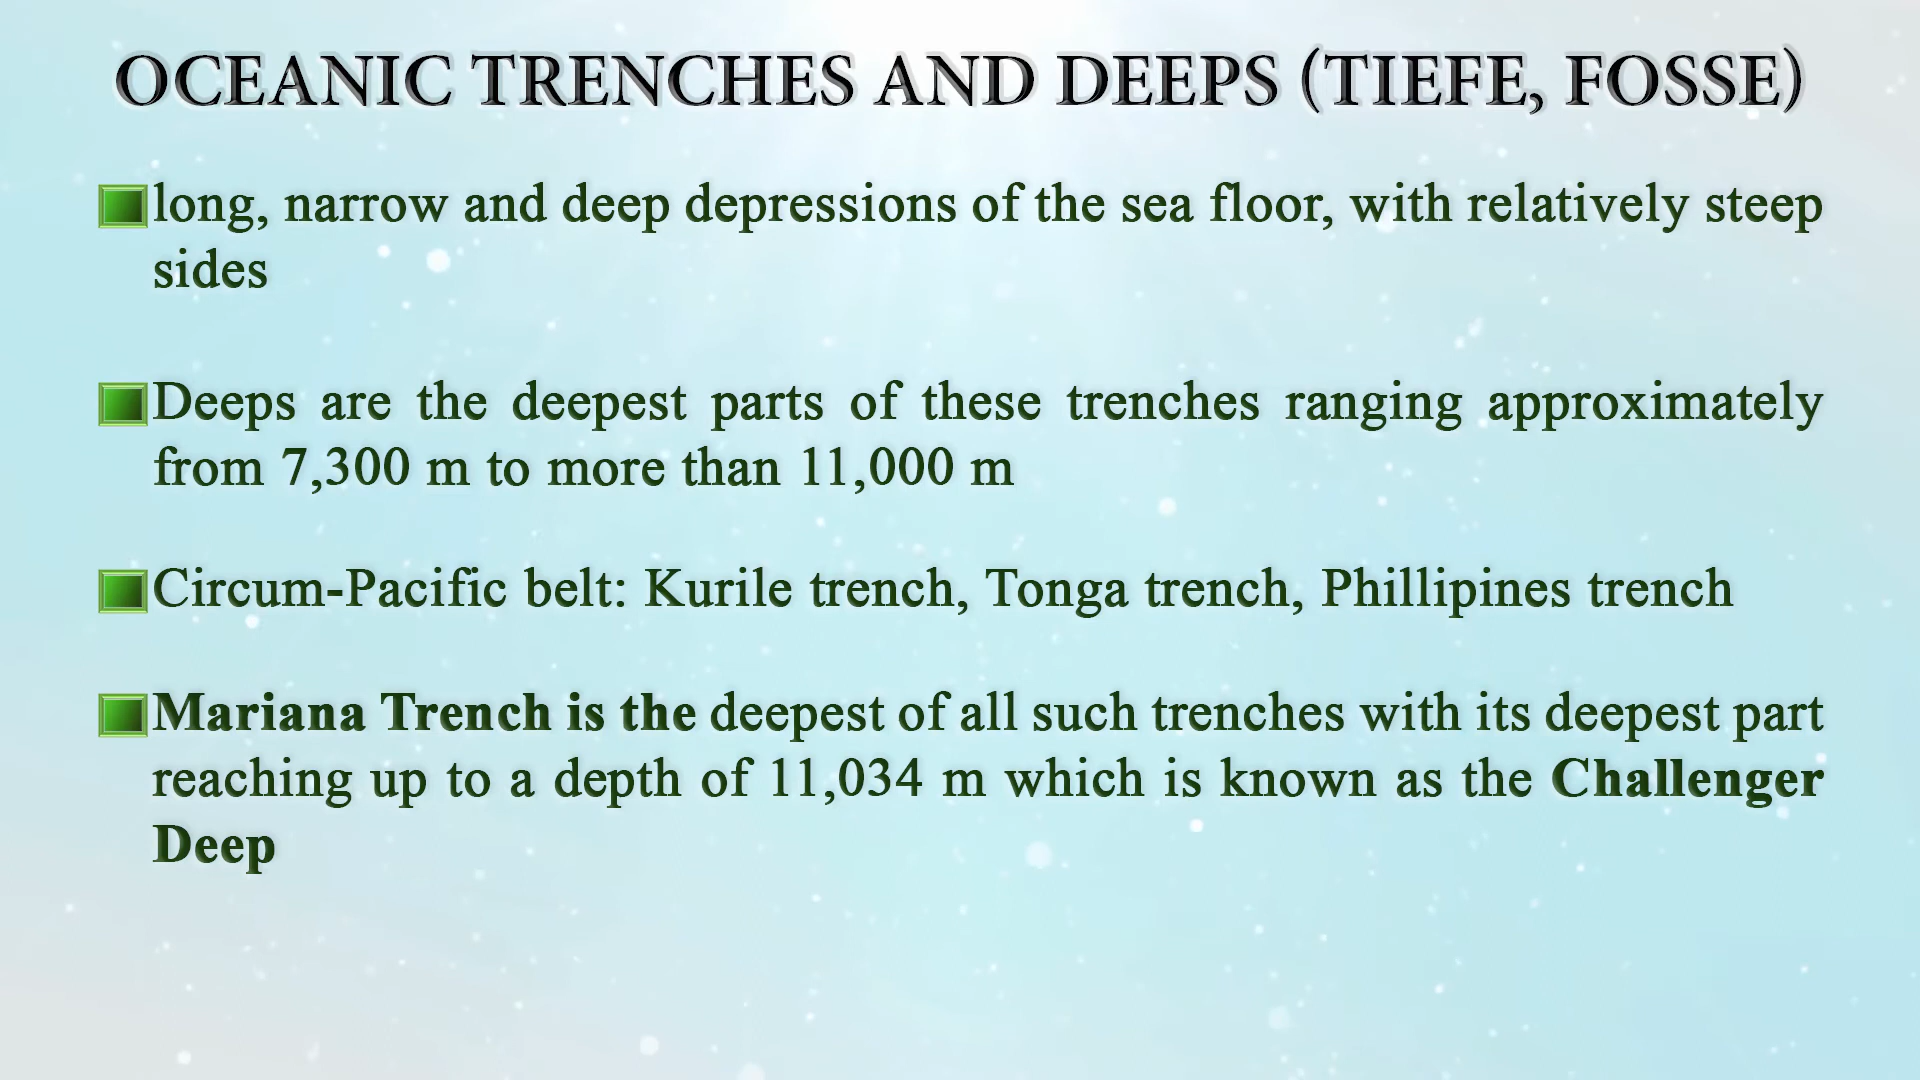 OCEANIC TRENCHES AND DEEPS (TIEFE, FOSSE)
long, narrow and deep depressions of the sea floor, with relatively steep
sides
Deeps are the deepest parts of these trenches ranging approximately
from 7,300 m to more than 11,000 m
Circum-Pacific belt: Kurile trench, Tonga trench, Phillipines trench
Mariana Trench is the deepest of all such trenches with its deepest part
reaching up to a depth of 11,034 m which is known as the Challenger
Deep